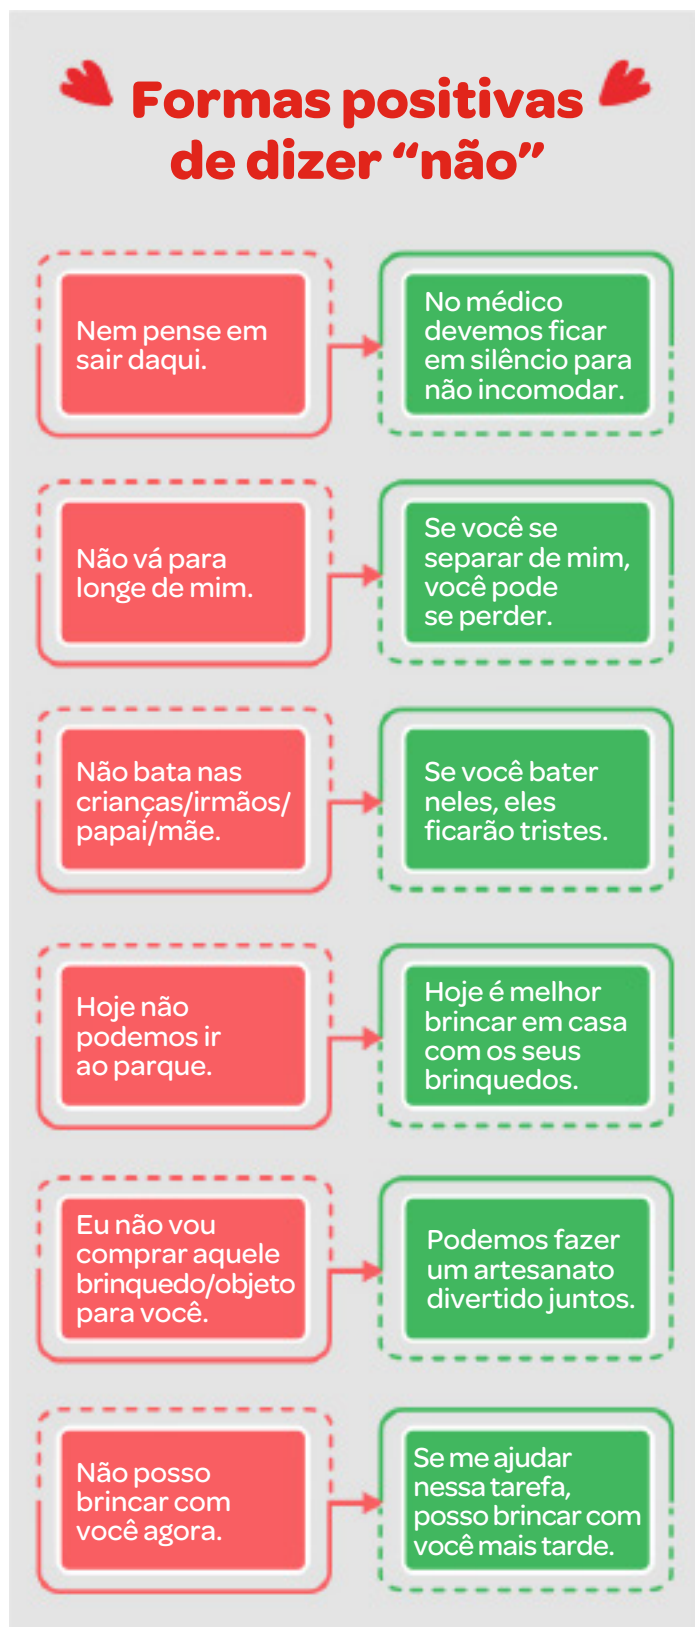 Formas positivas
de dizer “não”
Nem pense em
sair daqui.
No médico
devemos ficar
em silêncio para
não incomodar.
Não vá para
longe de mim.
Se você se
separar de mim,
você pode
se perder.
Não bata nas
crianças/irmãos/
papaí/mãe.
Se você bater
neles, eles
ficarão tristes.
Hoje não
podemos ir
ao parque.
Hoje é melhor
brincar em casa
com os seus
brinquedos.
Eu não vou
comprar aquele
brinquedo/objeto
para você.
Podemos fazer
um artesanato
divertido juntos.
Não posso
brincar com
você agora.
Se me ajudar
nessa tarefa,
posso brincar com
você mais tarde.